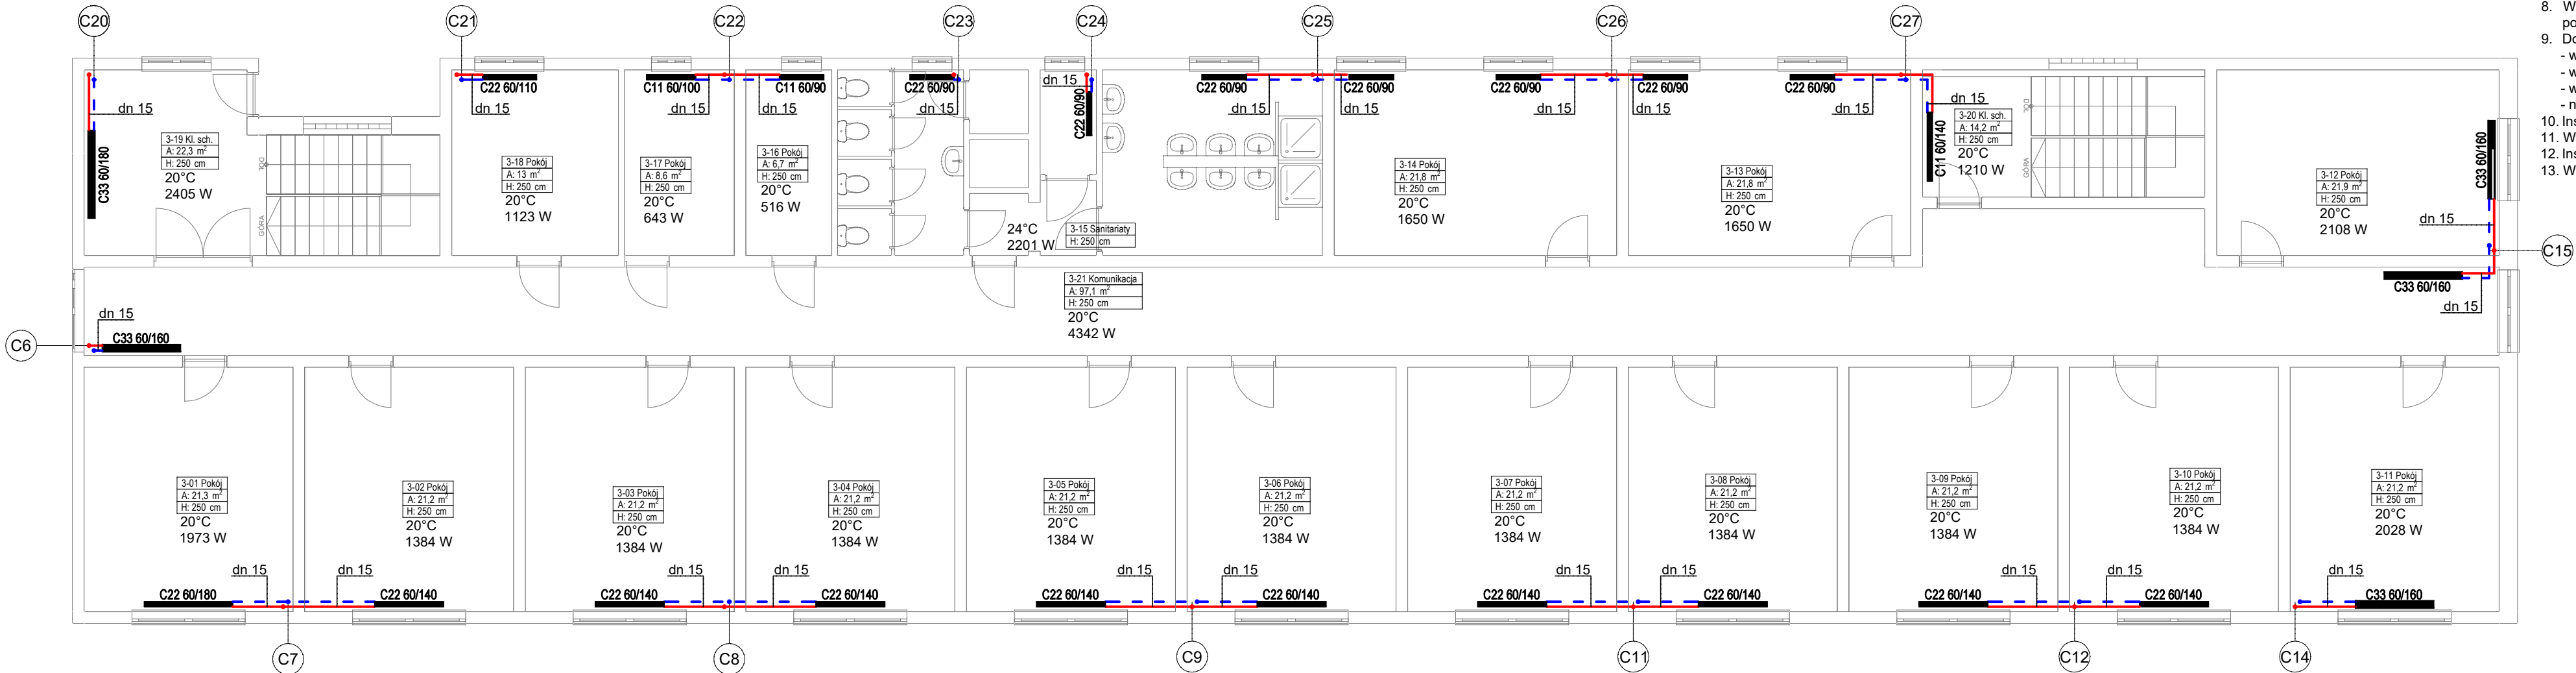 C20
C21
C22
C23
C24
C25
C26
C27
8. W
po
9. Do
- w
- w
- w
- n
10. Ins
11. W
12. Ins
13. W
dn 15
C33 60/180
3-19 Kl. sch.
A: 22,3 m²
H: 250 cm
20°C
2405 W
DÓŁ
GÓRA
C22 60/110
dn 15
3-18 Pokój
A: 13 m²
H: 250 cm
20°C
1123 W
C11 60/100
dn 15
3-17 Pokój
A: 8,6 m²
H: 250 cm
20°C
643 W
C11 60/90
dn 15
3-16 Pokój
A: 6,7 m²
H: 250 cm
20°C
516 W
C22 60/90
dn 15
dn 15
C22 60/90
24°C
2201 W
3-15 Sanitariaty
H: 250 cm
C22 60/90
dn 15
C22 60/90
dn 15
3-14 Pokój
A: 21,8 m²
H: 250 cm
20°C
1650 W
C22 60/90
dn 15
C22 60/90
dn 15
3-13 Pokój
A: 21,8 m²
H: 250 cm
20°C
1650 W
C22 60/90
dn 15
dn 15
C11 60/140
3-20 Kl. sch.
A: 14,2 m²
H: 250 cm
20°C
1210 W
DÓŁ
GÓRA
3-12 Pokój
A: 21,9 m²
H: 250 cm
20°C
2108 W
C33 60/160
dn 15
C15
C33 60/160
dn 15
3-21 Komunikacja
A: 97,1 m²
H: 250 cm
20°C
4342 W
dn 15
C33 60/160
C6
3-01 Pokój
A: 21,3 m²
H: 250 cm
20°C
1973 W
dn 15
C22 60/180
3-02 Pokój
A: 21,2 m²
H: 250 cm
20°C
1384 W
dn 15
C22 60/140
3-03 Pokój
A: 21,2 m²
H: 250 cm
20°C
1384 W
dn 15
C22 60/140
3-04 Pokój
A: 21,2 m²
H: 250 cm
20°C
1384 W
dn 15
C22 60/140
3-05 Pokój
A: 21,2 m²
H: 250 cm
20°C
1384 W
dn 15
C22 60/140
3-06 Pokój
A: 21,2 m²
H: 250 cm
20°C
1384 W
dn 15
C22 60/140
3-07 Pokój
A: 21,2 m²
H: 250 cm
20°C
1384 W
dn 15
C22 60/140
3-08 Pokój
A: 21,2 m²
H: 250 cm
20°C
1384 W
dn 15
C22 60/140
3-09 Pokój
A: 21,2 m²
H: 250 cm
20°C
1384 W
dn 15
C22 60/140
3-10 Pokój
A: 21,2 m²
H: 250 cm
20°C
1384 W
dn 15
C22 60/140
3-11 Pokój
A: 21,2 m²
H: 250 cm
20°C
2028 W
dn 15
C33 60/160
C7
C8
C9
C11
C12
C14